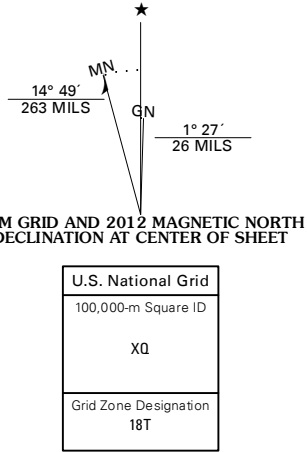 ★
MN
14° 49´
263 MILS
GN
1° 27´
26 MILS
M GRID AND 2012 MAGNETIC NORTH
DECLINATION AT CENTER OF SHEET
U.S. National Grid
100,000-m Square ID
XQ
Grid Zone Designation
18T